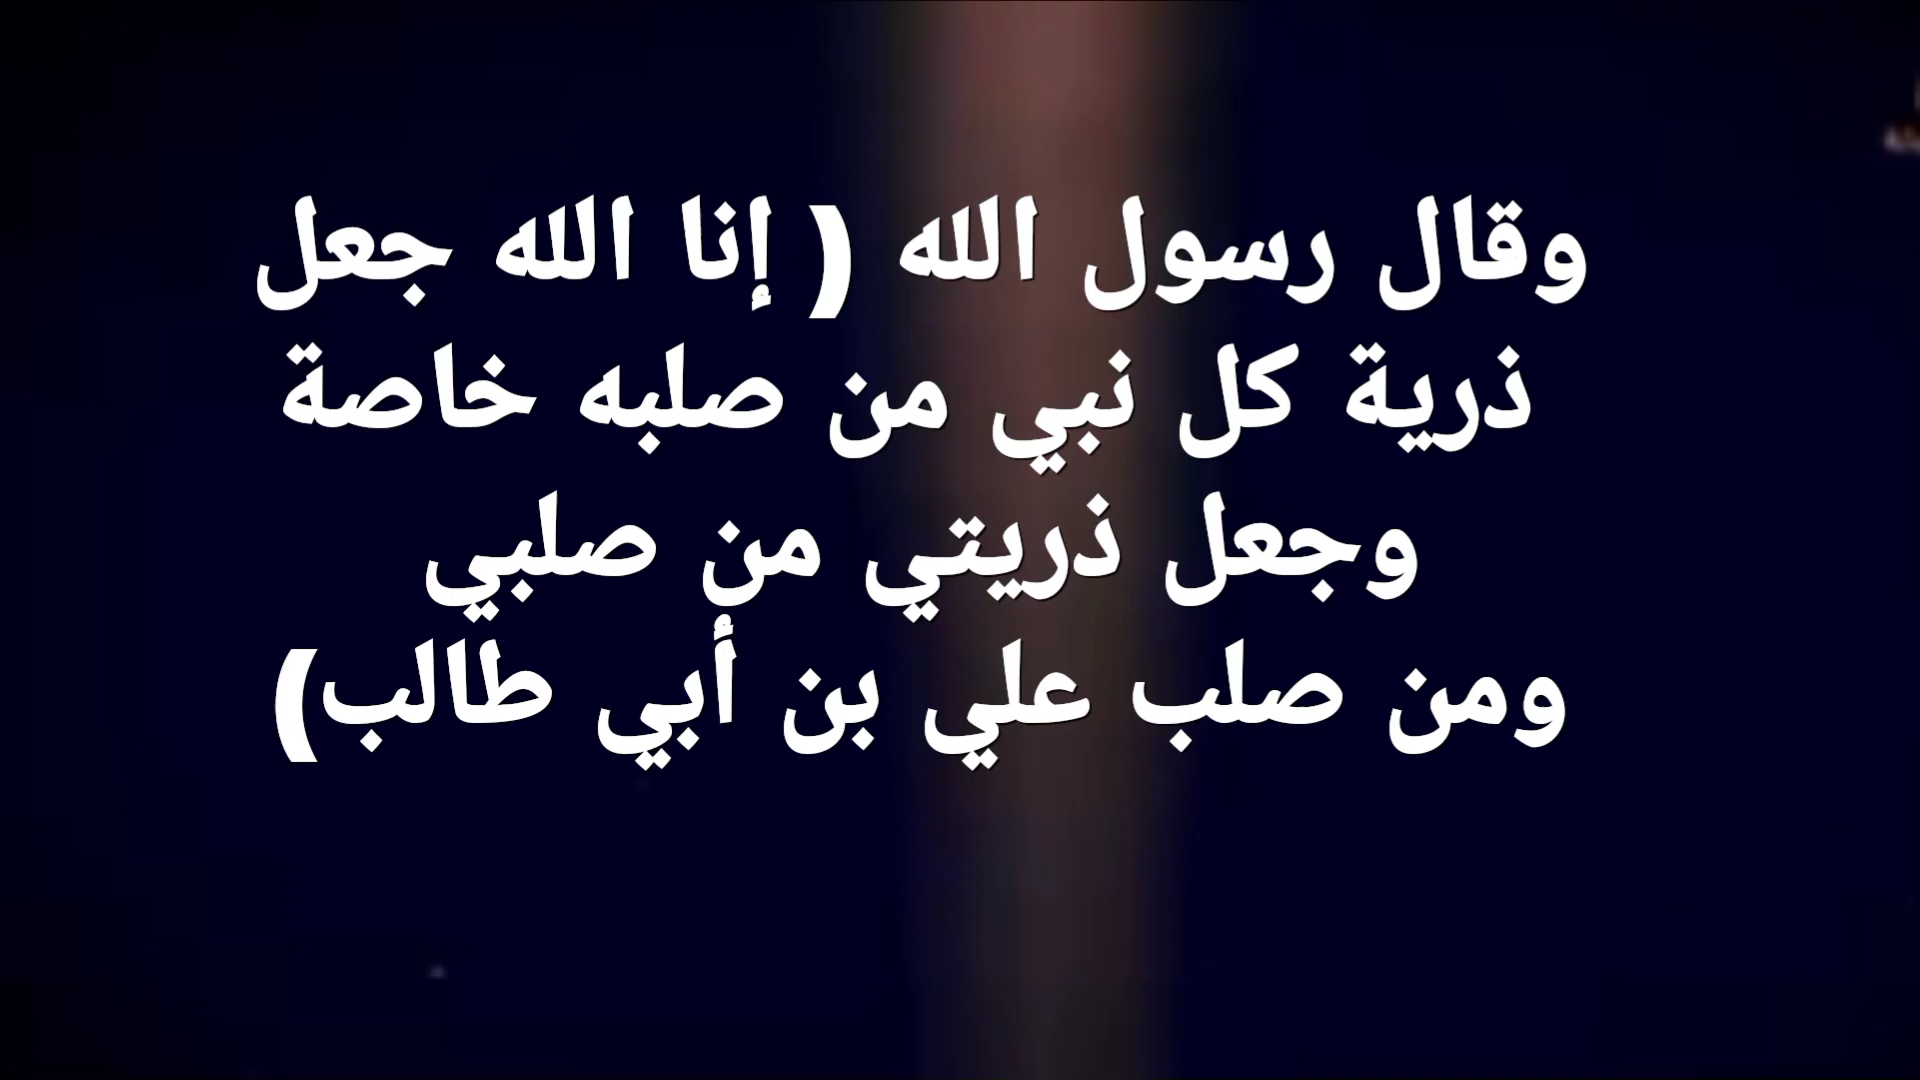 وقال رسول الله ( إنا الله جعل
ذرية كل نبي من صلبه خاصة
وجعل ذريتي من صلبي
ومن صلب علي بن أبي طالب)